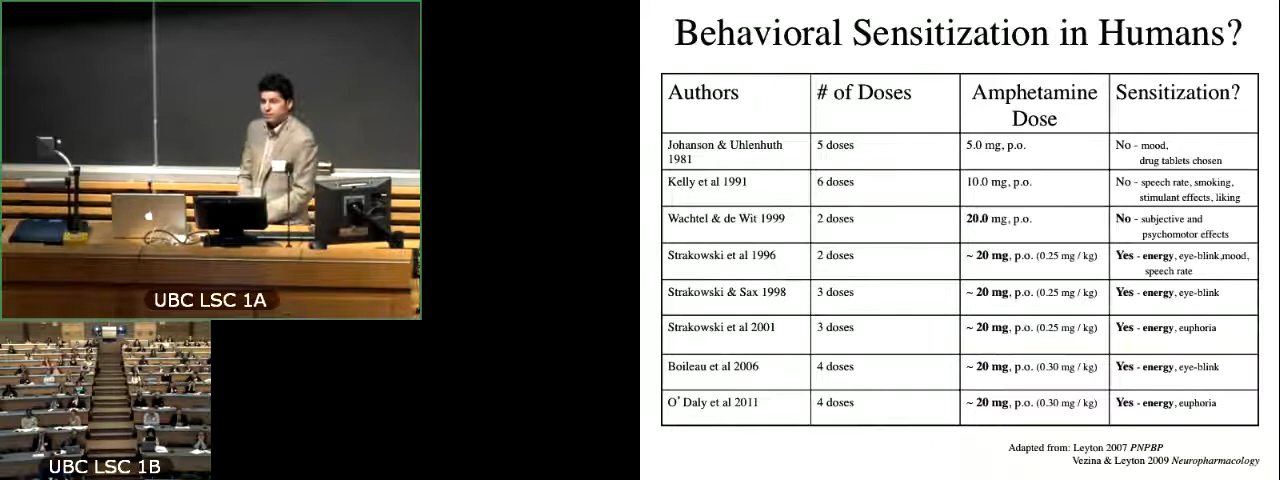 UBC LSC 1A
UBC LSC 1B
Behavioral Sensitization in Humans?
Authors
# of Doses
Amphetamine
Dose
Sensitization?
Johanson & Uhlenhuth
1981
5 doses
5.0 mg, p.o.
No - mood,
drug tablets chosen
Kelly et al 1991
6 doses
10.0 mg, p.o.
No - speech rate, smoking,
stimulant effects, liking
Wachtel & de Wit 1999
2 doses
20.0 mg, p.o.
No - subjective and
psychomotor effects
Strakowski et al 1996
2 doses
~ 20 mg, p.o. (0.25 mg / kg)
Yes - energy, eye-blink,mood,
speech rate
Strakowski & Sax 1998
3 doses
~ 20 mg, p.o. (0.25 mg / kg)
Yes - energy, eye-blink
Strakowski et al 2001
3 doses
~ 20 mg, p.o. (0.25 mg / kg)
Yes - energy, euphoria
Boileau et al 2006
4 doses
~ 20 mg, p.o. (0.30 mg / kg)
Yes - energy, eye-blink
O’Daly et al 2011
4 doses
~ 20 mg, p.o. (0.30 mg / kg)
Yes - energy, euphoria
Adapted from: Leyton 2007 PNPBP
Vezina & Leyton 2009 Neuropharmacology